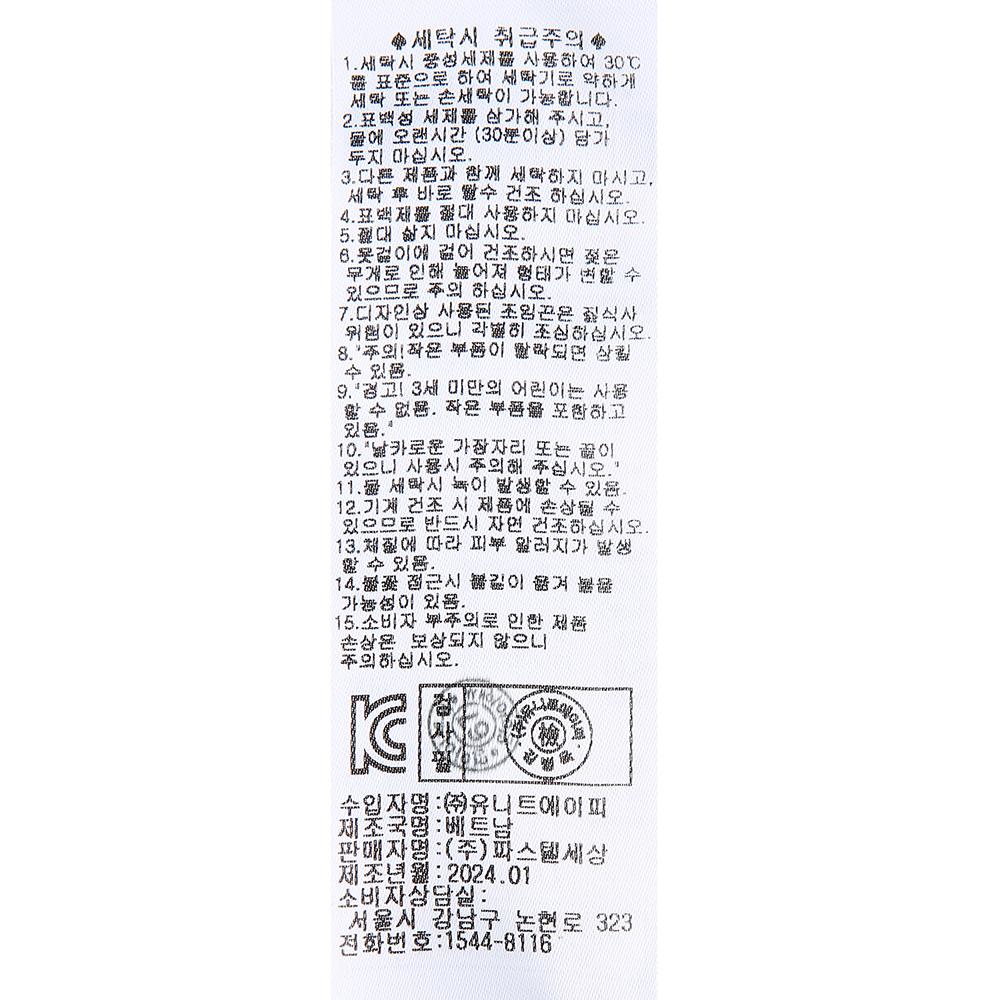 ♠세탁시 취급주의♠
1.세탁시 중성세제를 사용하여 30℃
를 표준으로 하여 세탁기로 약하게
세탁 또는 손세탁이 가능합니다.
2.표백성 세제를 삼가해 주시고,
물에 오랜시간 (30분이상) 담가
두지 마십시오.
3.다른 제품과 함께 세탁하지 마시고,
세탁 후 바로 탈수 건조 하십시오.
4.표백제를 절대 사용하지 마십시오.
5.절대 삶지 마십시오.
6.옷걸이에 걸어 건조하시면 젖은
무게로 인해 늘어져 형태가 변할 수
있으므로 주의 하십시오.
7.디자인상 사용된 조임끈은 질식사
위험이 있으니 각별히 조심하십시오.
8."주의!작은 부품이 탈락되면 삼킬
수 있음.
9."경고! 3세 미만의 어린이는 사용
할 수 없음. 작은 부품을 포함하고
있음."
10."날카로운 가장자리 또는 끝이
있으니 사용시 주의해 주십시오."
11.물 세탁시 녹이 발생할 수 있음.
12.기계 건조 시 제품에 손상될 수
있으므로 반드시 자연 건조하십시오.
13.체질에 따라 피부 알러지가 발생
할 수 있음.
14.불꽃 접근시 불길이 옮겨 붙을
가능성이 있음.
15.소비자 부주의로 인한 제품
손상은 보상되지 않으니
주의하십시오.
검사필
(주)유니트에이피
檢
수입자명:㈜유니트에이피
제조국명:베트남
판매자명:(주)파스텔세상
제조년월:2024.01
소비자상담실:
서울시 강남구 논현로 323
전화번호:1544-8116